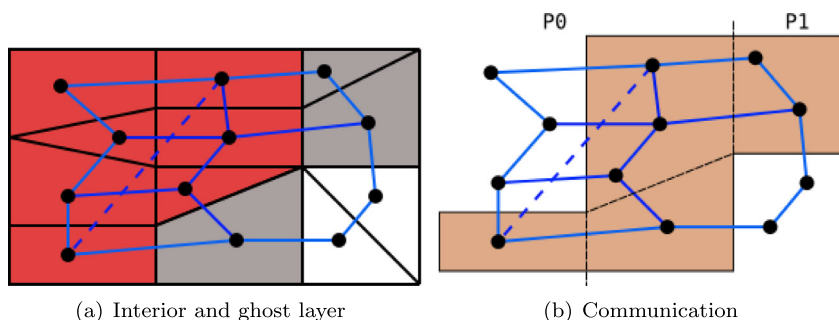 P0
P1
(a) Interior and ghost layer
(b) Communication